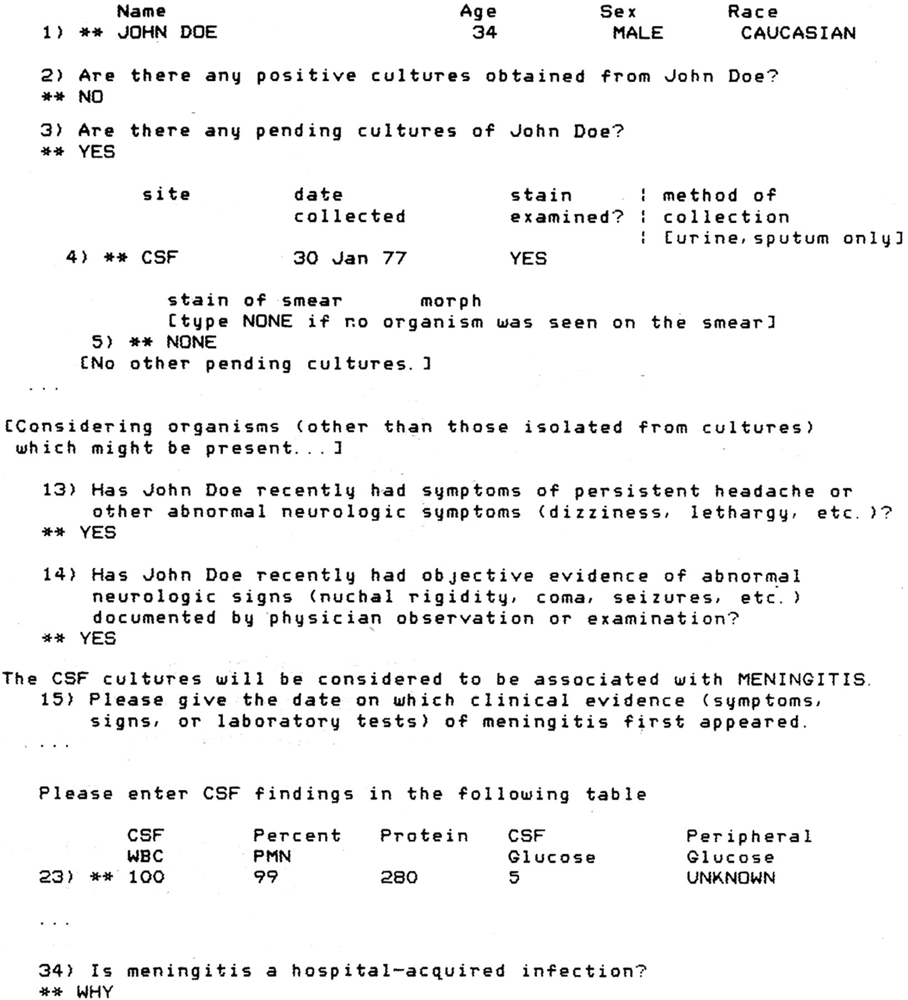 Name Age Sex Race
1) ** JOHN DOE 34 MALE CAUCASIAN
2) Are there any positive cultures obtained from John Doe?
** NO
3) Are there any pending cultures of John Doe?
** YES
site date stain ¦ method of
collected examined? ¦ collection
¦ [urine, sputum only]
4) ** CSF 30 Jan 77 YES
stain of smear morph
[type NONE if no organism was seen on the smear]
5) ** NONE
[No other pending cultures. ]
...
[Considering organisms (other than those isolated from cultures)
which might be present... ]
13) Has John Doe recently had symptoms of persistent headache or
other abnormal neurologic symptoms (dizziness, lethargy, etc. )?
** YES
14) Has John Doe recently had objective evidence of abnormal
neurologic signs (nuchal rigidity, coma, seizures, etc. )
documented by physician observation or examination?
** YES
The CSF cultures will be considered to be associated with MENINGITIS.
15) Please give the date on which clinical evidence (symptoms,
signs, or laboratory tests) of meningitis first appeared.
...
Please enter CSF findings in the following table
CSF Percent Protein CSF Peripheral
WBC PMN Glucose Glucose
23) ** 100 99 280 5 UNKNOWN
...
34) Is meningitis a hospital-acquired infection?
** WHY